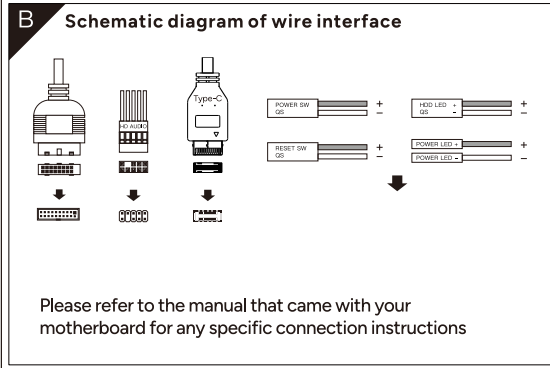 B Schematic diagram of wire interface
Type-C
HD AUDIO
POWER SW
QS
+
−
HDD LED +
QS −
+
−
RESET SW
QS
+
−
POWER LED +
POWER LED −
+
−
Please refer to the manual that came with your
motherboard for any specific connection instructions